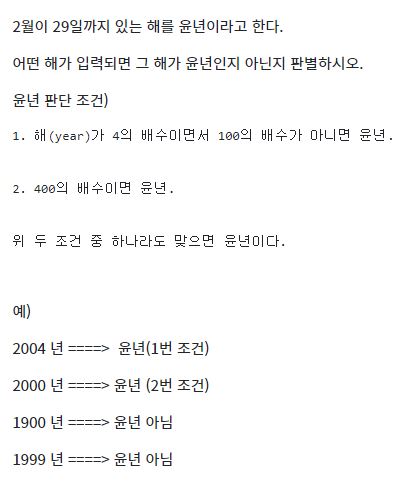 2월이 29일까지 있는 해를 윤년이라고 한다.
어떤 해가 입력되면 그 해가 윤년인지 아닌지 판별하시오.
윤년 판단 조건)
1. 해(year)가 4의 배수이면서 100의 배수가 아니면 윤년.
2. 400의 배수이면 윤년.
위 두 조건 중 하나라도 맞으면 윤년이다.
예)
2004 년 ====> 윤년(1번 조건)
2000 년 ====> 윤년 (2번 조건)
1900 년 ====> 윤년 아님
1999 년 ====> 윤년 아님